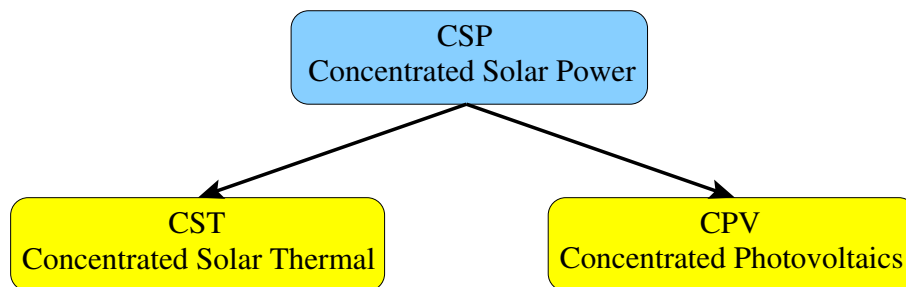 CSP
Concentrated Solar Power
CST
Concentrated Solar Thermal
CPV
Concentrated Photovoltaics